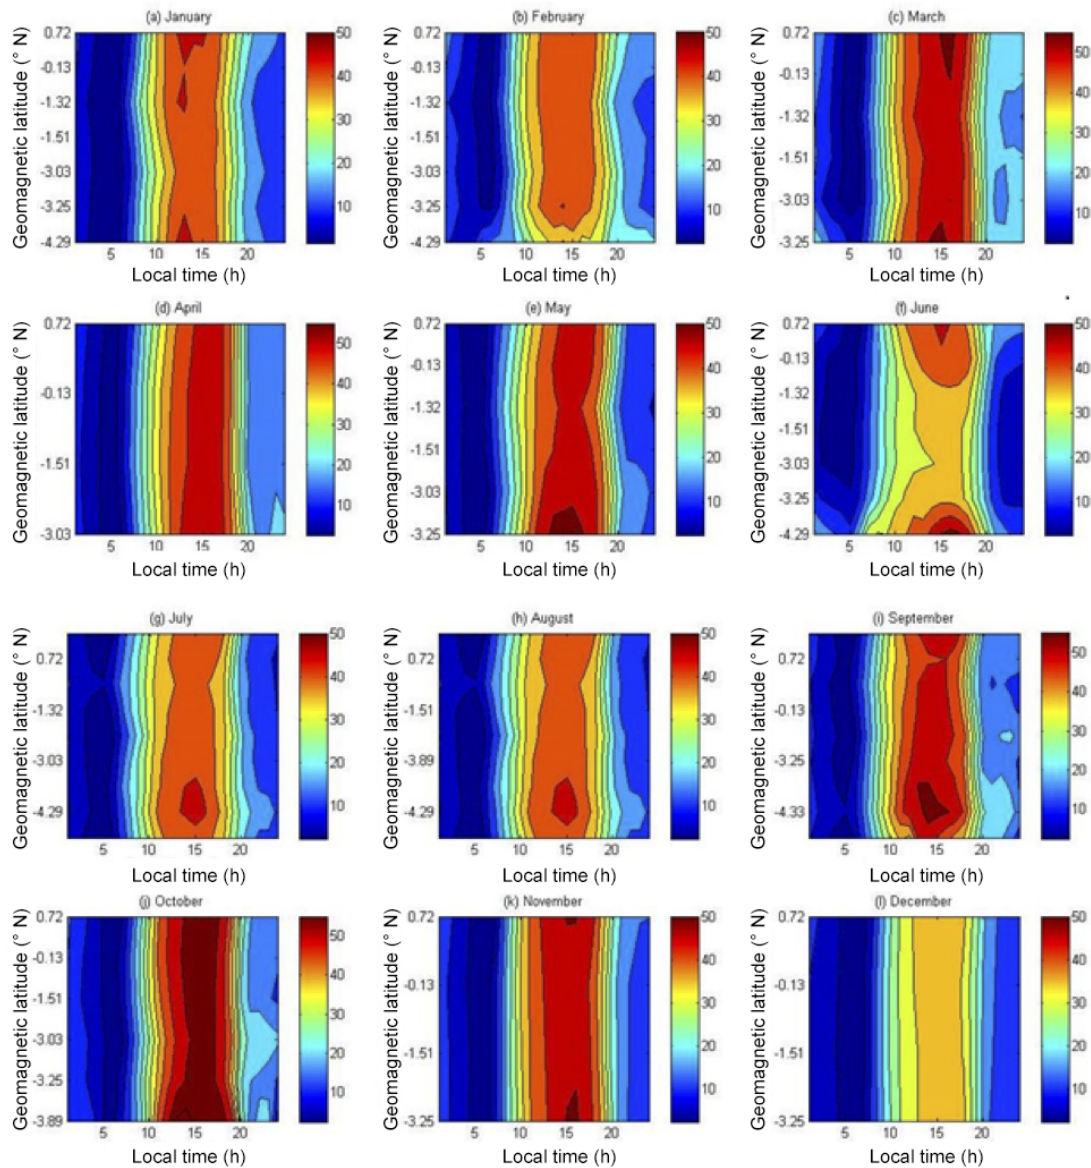 (a) January
(b) February
(c) March
Geomagnetic latitude (° N)
0.72
-0.13
-1.32
-1.51
-3.03
-3.25
-4.29
5 10 15 20
Local time (h)
50
40
30
20
10
Geomagnetic latitude (° N)
0.72
-0.13
-1.32
-1.51
-3.03
-3.25
-4.29
5 10 15 20
Local time (h)
50
40
30
20
10
Geomagnetic latitude (° N)
0.72
-0.13
-1.32
-1.51
-3.03
-3.25
5 10 15 20
Local time (h)
50
40
30
20
10
(d) April
(e) May
(f) June
Geomagnetic latitude (° N)
0.72
-0.13
-1.51
-3.03
5 10 15 20
Local time (h)
50
40
30
20
10
Geomagnetic latitude (° N)
0.72
-0.13
-1.32
-1.51
-3.03
-3.25
5 10 15 20
Local time (h)
50
40
30
20
10
Geomagnetic latitude (° N)
0.72
-0.13
-1.32
-1.51
-3.03
-3.25
-4.29
5 10 15 20
Local time (h)
50
40
30
20
10
(g) July
(h) August
(i) September
Geomagnetic latitude (° N)
0.72
-1.32
-3.03
-3.89
-4.29
5 10 15 20
Local time (h)
50
40
30
20
10
Geomagnetic latitude (° N)
0.72
-1.32
-3.03
-3.89
-4.29
5 10 15 20
Local time (h)
50
40
30
20
10
Geomagnetic latitude (° N)
0.72
-1.32
-3.25
-4.33
5 10 15 20
Local time (h)
50
40
30
20
10
(j) October
(k) November
(l) December
Geomagnetic latitude (° N)
0.72
-0.13
-1.51
-3.03
-3.25
-3.89
5 10 15 20
Local time (h)
50
40
30
20
10
Geomagnetic latitude (° N)
0.72
-0.13
-1.51
-3.25
5 10 15 20
Local time (h)
50
40
30
20
10
Geomagnetic latitude (° N)
0.72
-0.13
-1.51
-3.25
5 10 15 20
Local time (h)
50
40
30
20
10